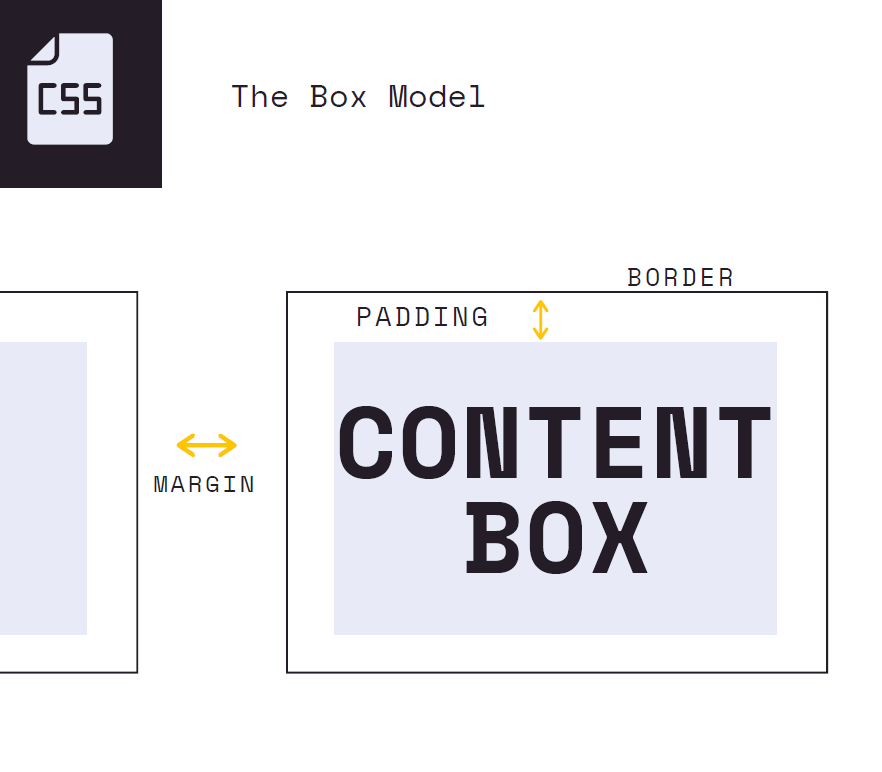 CSS
The Box Model
BORDER
PADDING
CONTENT
BOX
MARGIN